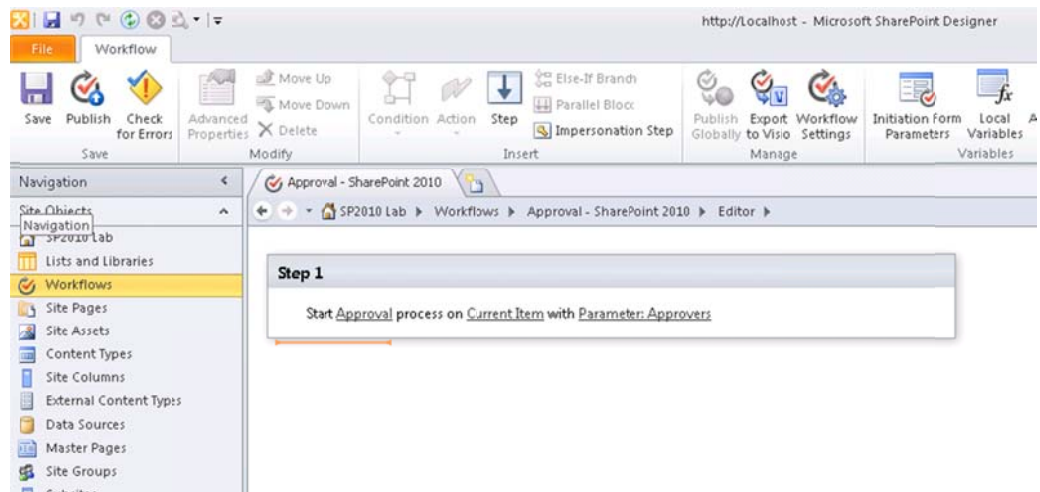 http://Localhost - Microsoft SharePoint Designer
File Workflow
Save Publish Check for Errors
Save
Advanced Properties
Move Up
Move Down
Delete
Modify
Condition Action Step
Else-If Branch
Parallel Block
Impersonation Step
Insert
Publish Globally
Export to Visio
Workflow Settings
Manage
Initiation Form Parameters
Local Variables
A
Variables
Navigation
Approval - SharePoint 2010
Site Objects
Navigation
SP2010 Lab Workflows Approval - SharePoint 2010 Editor
SP2010 Lab
Lists and Libraries
Workflows
Site Pages
Site Assets
Content Types
Site Columns
External Content Types
Data Sources
Master Pages
Site Groups
Step 1
Start Approval process on Current Item with Parameter: Approvers